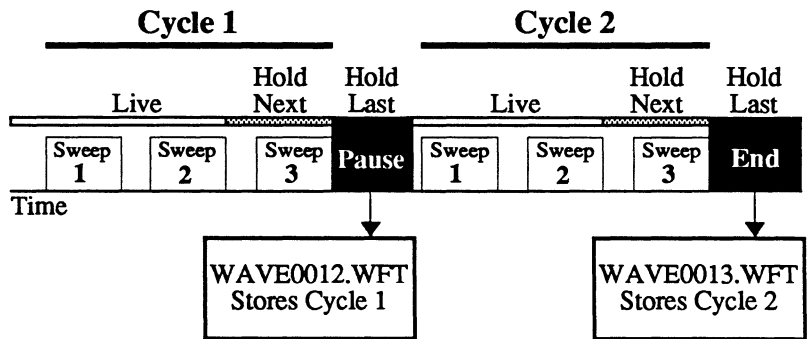 Cycle 1 Cycle 2
Hold Hold Hold Hold
Live Next Last Live Next Last
Sweep Sweep Sweep Sweep Sweep Sweep
1 2 3 Pause 1 2 3 End
Time
WAVE0012.WFT WAVE0013.WFT
Stores Cycle 1 Stores Cycle 2